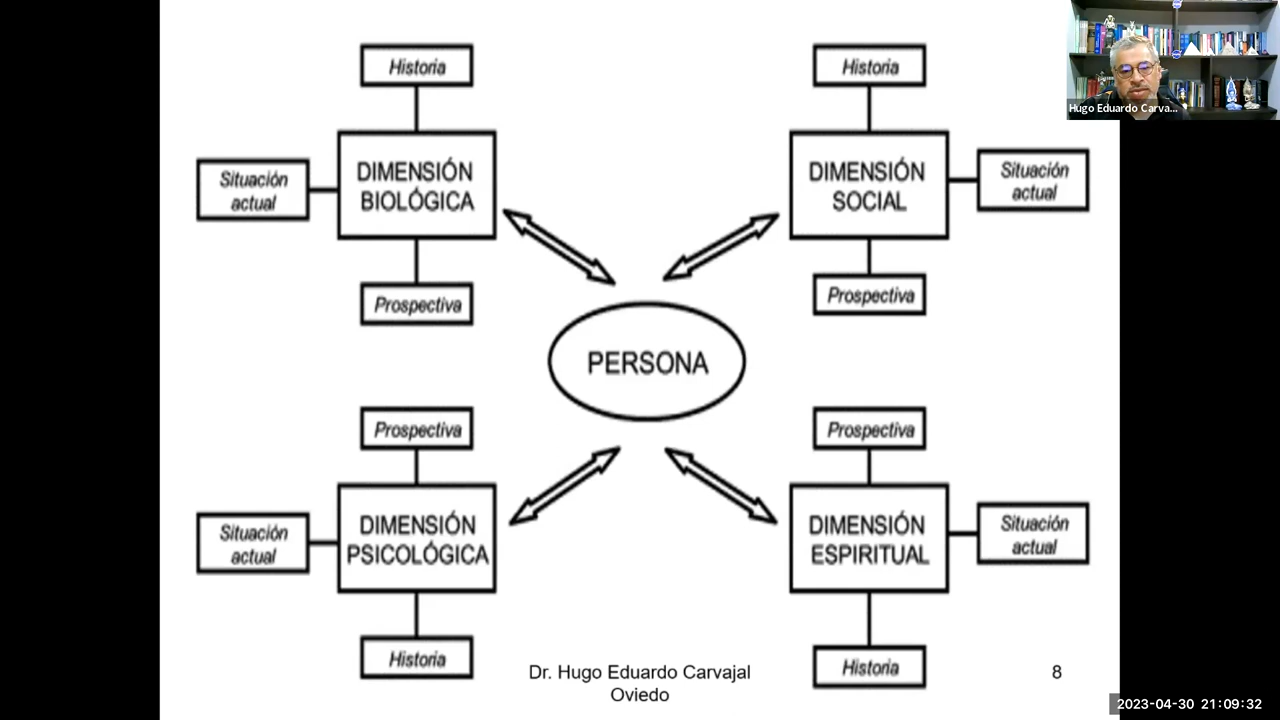 Historia
Situación
actual
DIMENSIÓN
BIOLÓGICA
Prospectiva
Historia
DIMENSIÓN
SOCIAL
Situación
actual
Prospectiva
PERSONA
Prospectiva
Situación
actual
DIMENSIÓN
PSICOLÓGICA
Historia
Prospectiva
DIMENSIÓN
ESPIRITUAL
Situación
actual
Historia
Dr. Hugo Eduardo Carvajal
Oviedo
8
Hugo Eduardo Carva...
2023-04-30 21:09:32